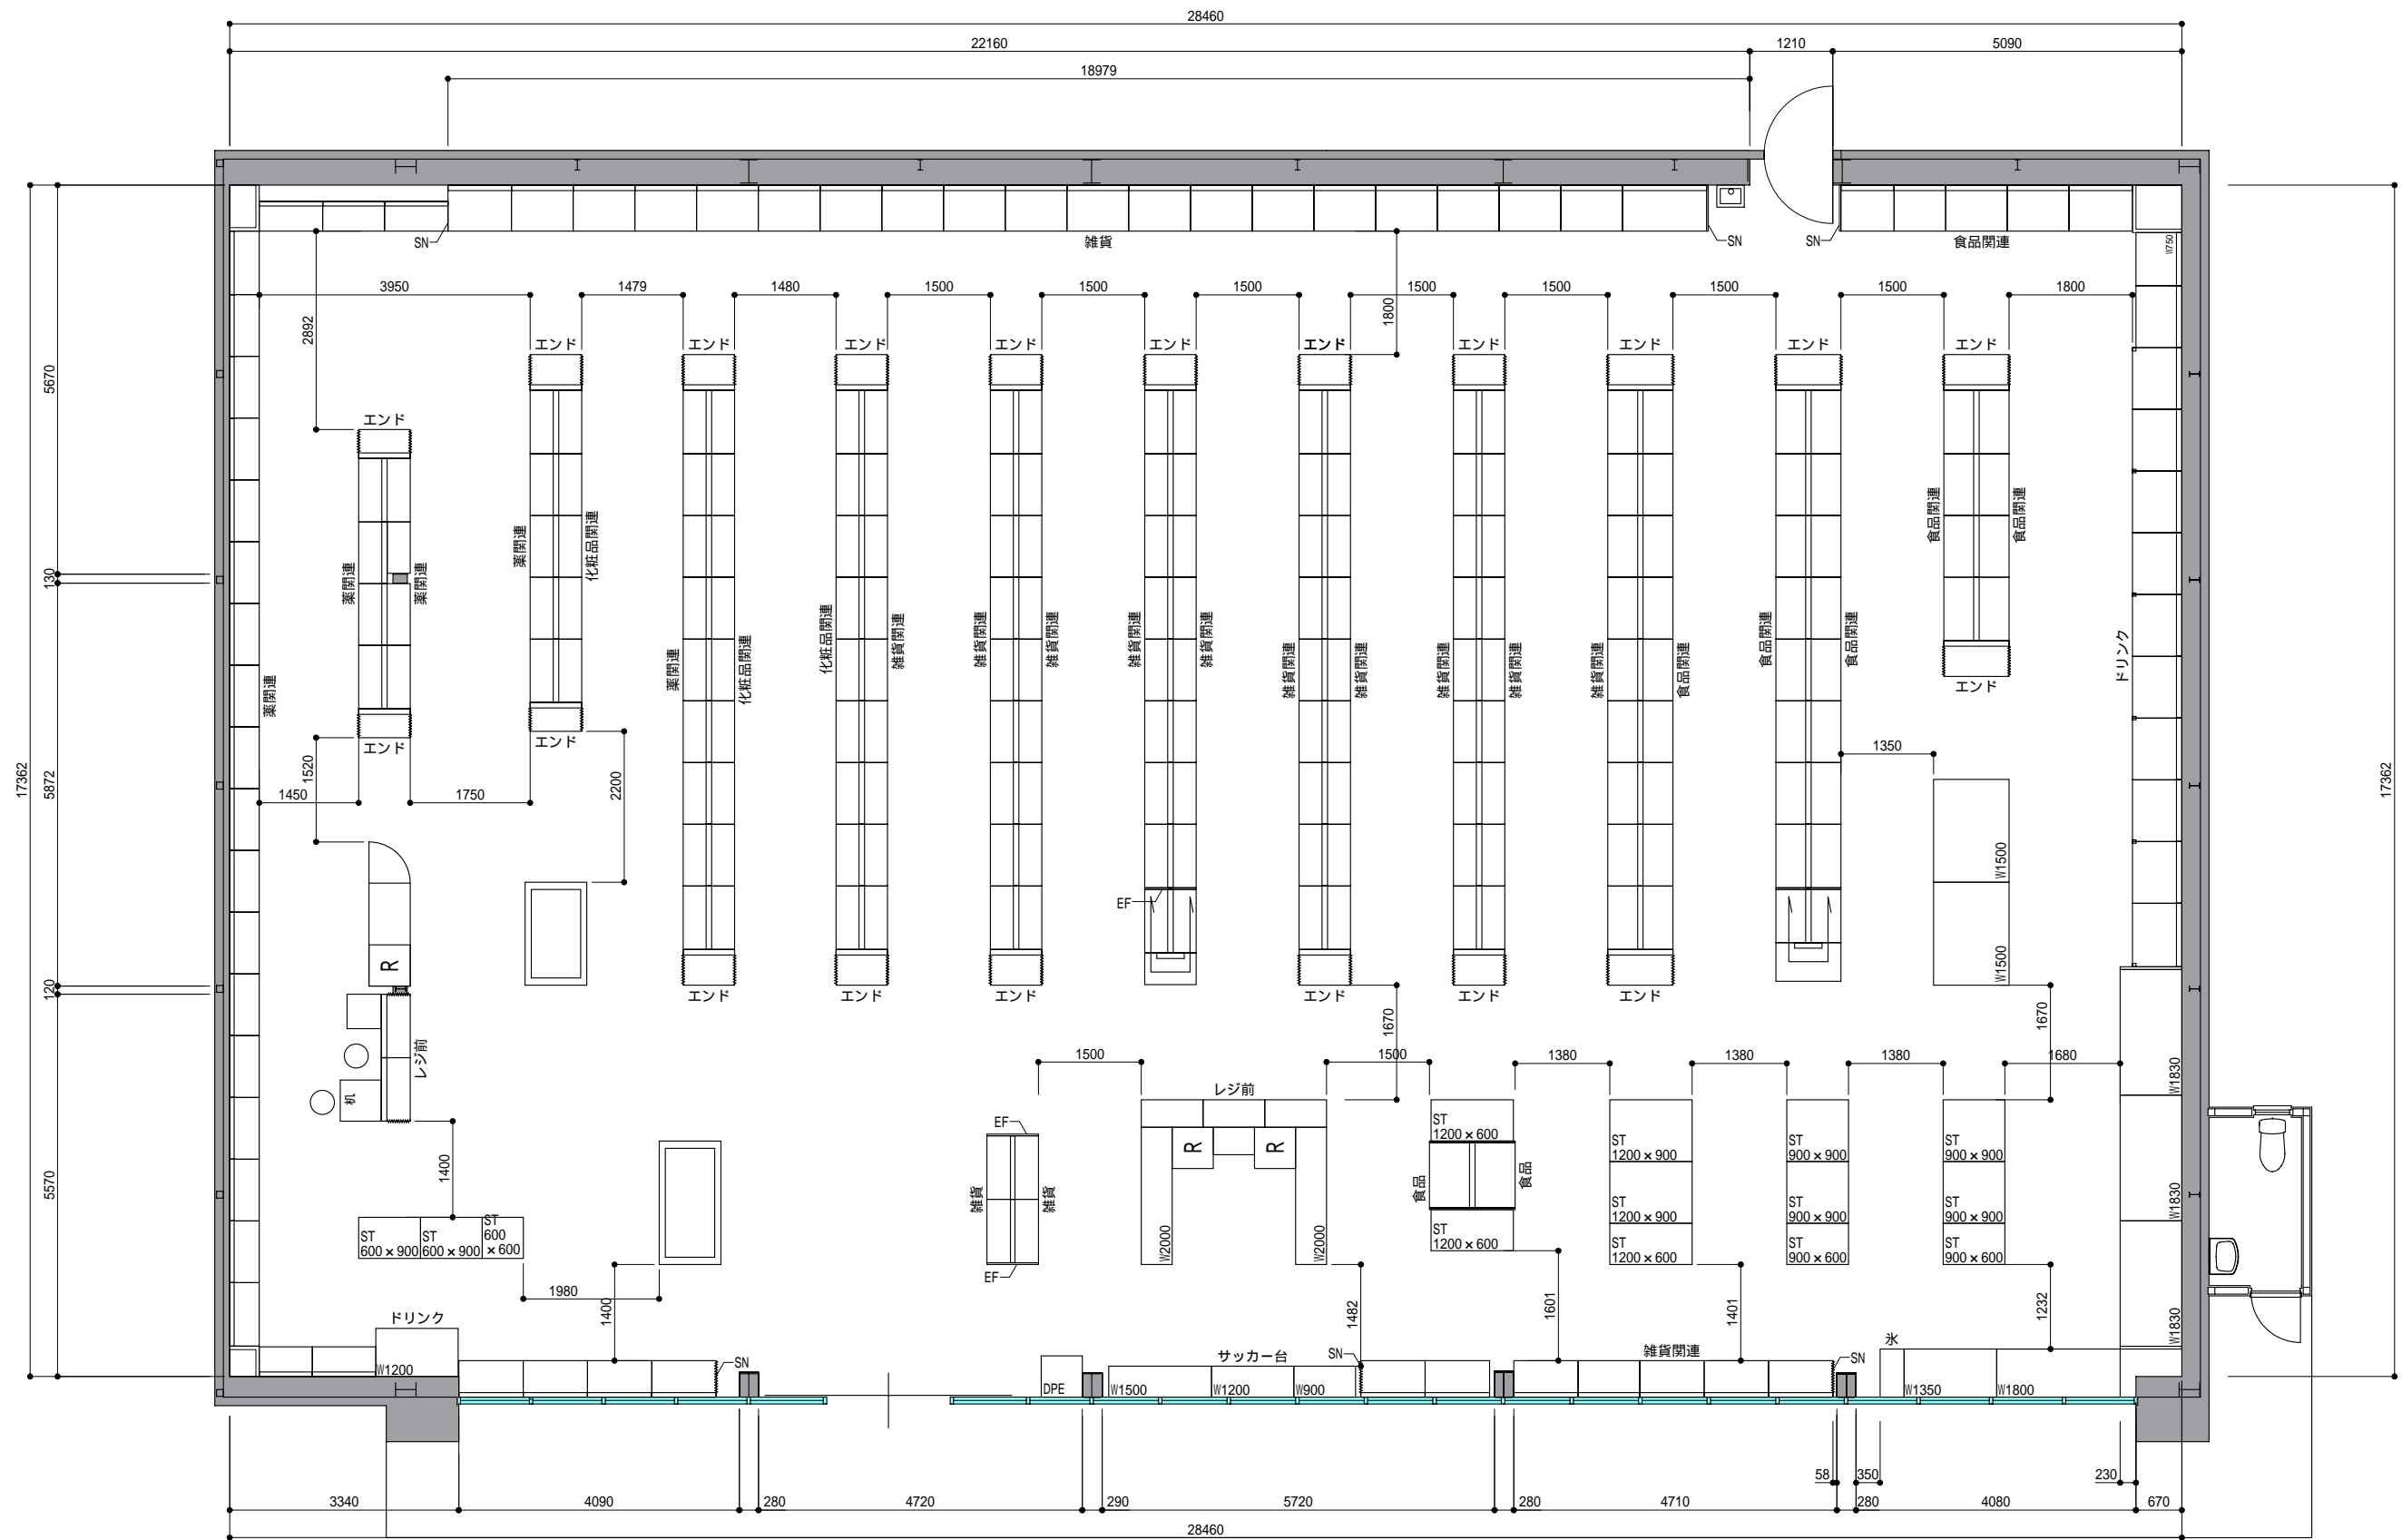 28460
22160
1210
5090
18979
SN
雑貨
SN
SN
食品関連
W750
3950
1479
1480
1500
1500
1500
1500
1500
1500
1500
1800
2892
1800
エンド
エンド
エンド
エンド
エンド
エンド
エンド
エンド
エンド
エンド
エンド
5670
130
5872
120
5570
17362
17362
薬関連
薬関連
薬関連
薬関連
化粧品関連
薬関連
化粧品関連
化粧品関連
雑貨関連
雑貨関連
雑貨関連
雑貨関連
雑貨関連
雑貨関連
雑貨関連
雑貨関連
雑貨関連
雑貨関連
食品関連
食品関連
食品関連
食品関連
食品関連
ドリンク
エンド
エンド
エンド
1520
1450
1750
2200
1350
W1500
W1500
EF
R
エンド
エンド
エンド
エンド
エンド
エンド
レジ前
机
1400
1670
1670
1500
1500
1380
1380
1380
1680
レジ前
R
R
W2000
W2000
EF
雑貨
雑貨
EF
ST
1200×600
食品
食品
ST
1200×600
ST
1200×900
ST
1200×900
ST
1200×600
ST
900×900
ST
900×900
ST
900×600
ST
900×900
ST
900×900
ST
900×600
W1830
W1830
W1830
ST
600×900
ST
600×900
ST
600
×600
1980
1400
1482
1601
1401
1232
ドリンク
W1200
SN
DPE
サッカー台
W1500
W1200
W900
SN
雑貨関連
SN
氷
W1350
W1800
58
350
230
3340
4090
280
4720
290
5720
280
4710
280
4080
670
28460